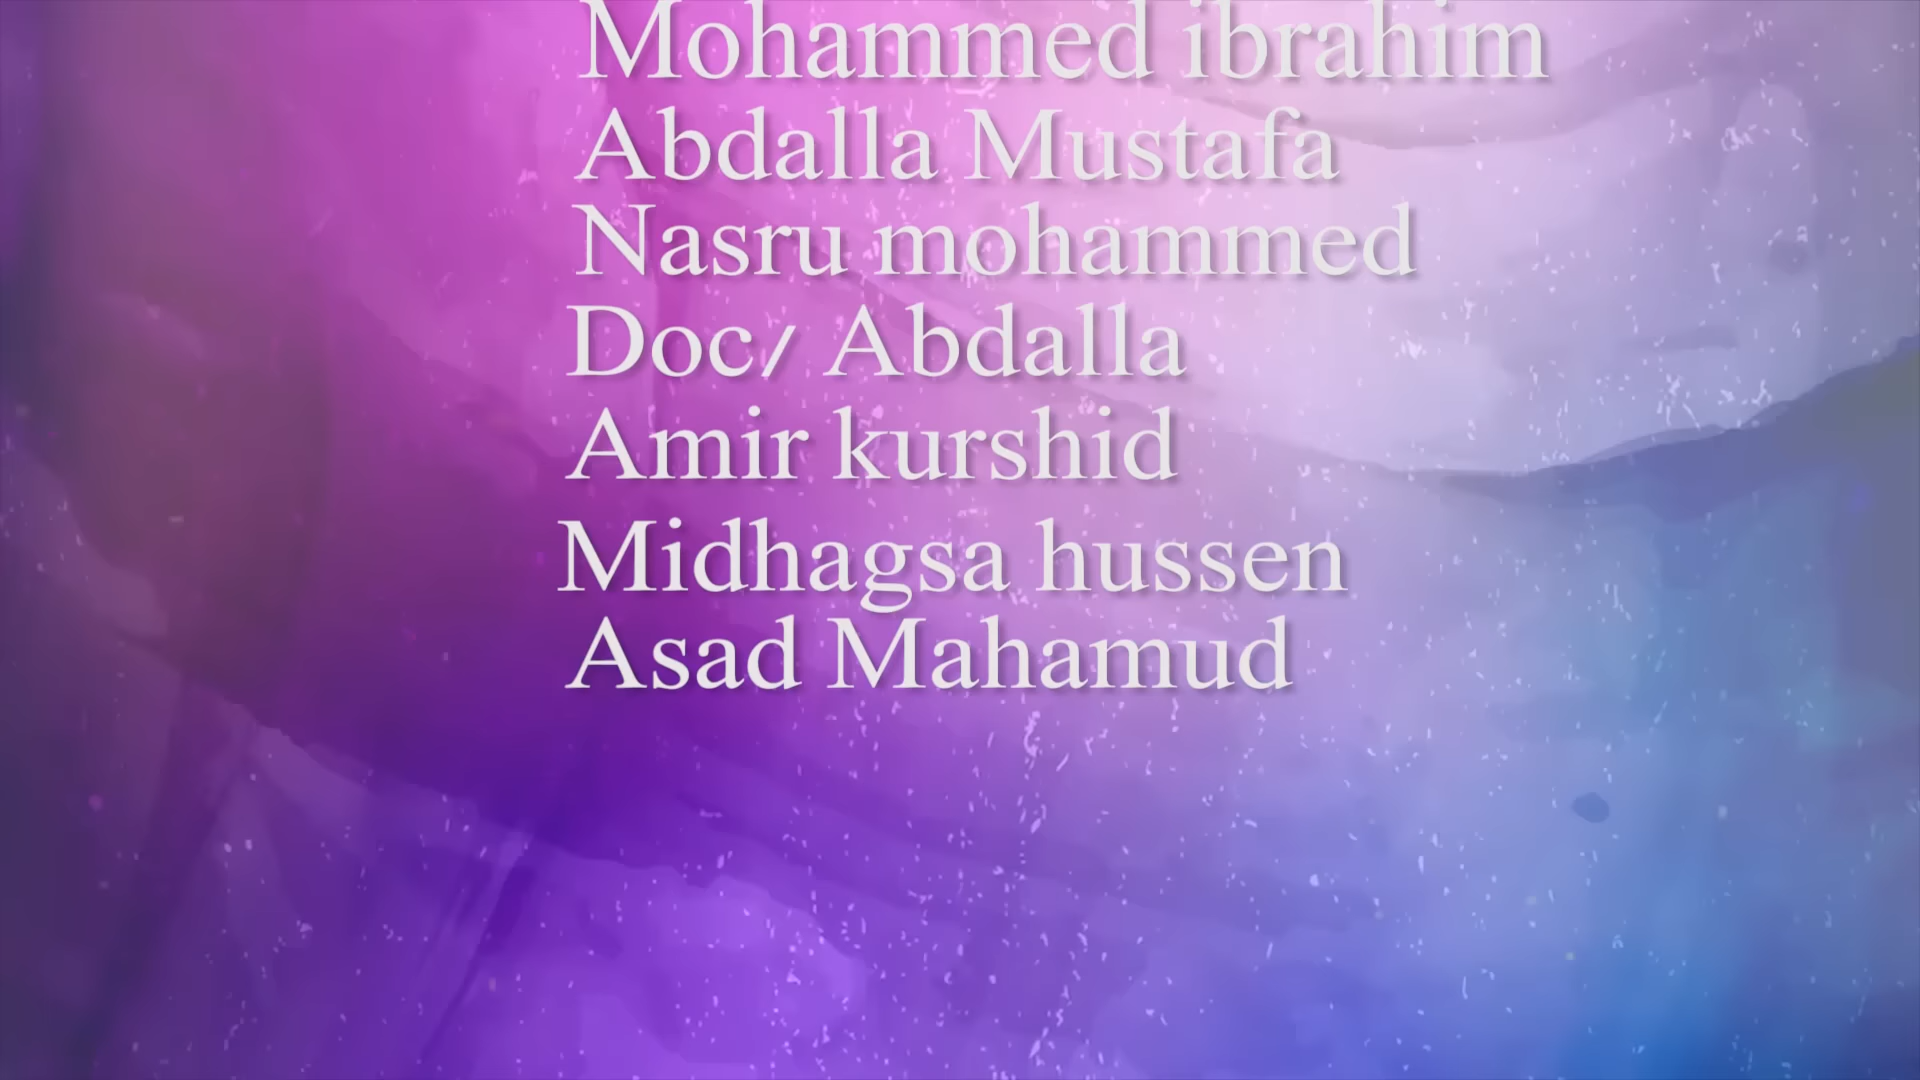 Mohammed ibrahim
Abdalla Mustafa
Nasru mohammed
Doc/ Abdalla
Amir kurshid
Midhagsa hussen
Asad Mahamud